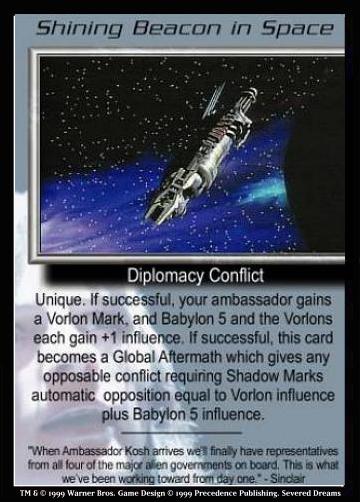 Shining Beacon in Space
Diplomacy Conflict
Unique. If successful, your ambassador gains
a Vorlon Mark, and Babylon 5 and the Vorlons
each gain +1 influence. If successful, this card
becomes a Global Aftermath which gives any
opposable conflict requiring Shadow Marks
automatic opposition equal to Vorlon influence
plus Babylon 5 influence.
"When Ambassador Kosh arrives we'll finally have representatives
from all four of the major alien governments on board. This is what
we've been working toward from day one." - Sinclair
TM & © 1999 Warner Bros. Game Design © 1999 Precedence Publishing. Severed Dreams